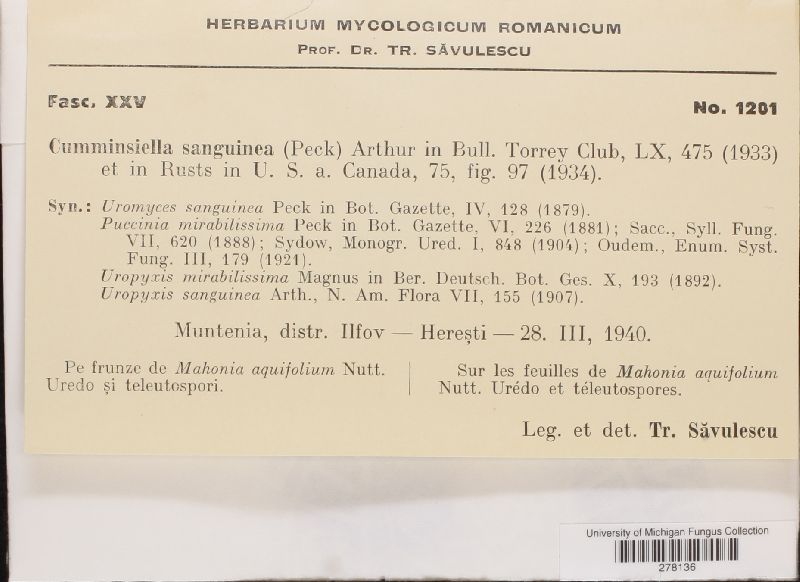 HERBARIUM MYCOLOGICUM ROMANICUM
PROF. DR. TR. SĂVULESCU
Fasc. XXV
No. 1201
Cumminsiella sanguinea (Peck) Arthur in Bull. Torrey Club, LX, 475 (1933)
et in Rusts in U. S. a. Canada, 75, fig. 97 (1934).
Syn.: Uromyces sanguinea Peck in Bot. Gazette, IV, 128 (1879).
Puccinia mirabilissima Peck in Bot. Gazette, VI, 226 (1881); Sacc., Syll. Fung.
VII, 620 (1888); Sydow, Monogr. Ured. I, 848 (1904); Oudem., Enum. Syst.
Fung. III, 179 (1921).
Uropyxis mirabilissima Magnus in Ber. Deutsch. Bot. Ges. X, 193 (1892).
Uropyxis sanguinea Arth., N. Am. Flora VII, 155 (1907).
Muntenia, distr. Ilfov — Herești — 28. III, 1940.
Pe frunze de Mahonia aquifolium Nutt.
Uredo și teleutospori.
Sur les feuilles de Mahonia aquifolium
Nutt. Urédo et téleutospores.
Leg. et det. Tr. Săvulescu
University of Michigan Fungus Collection
278136